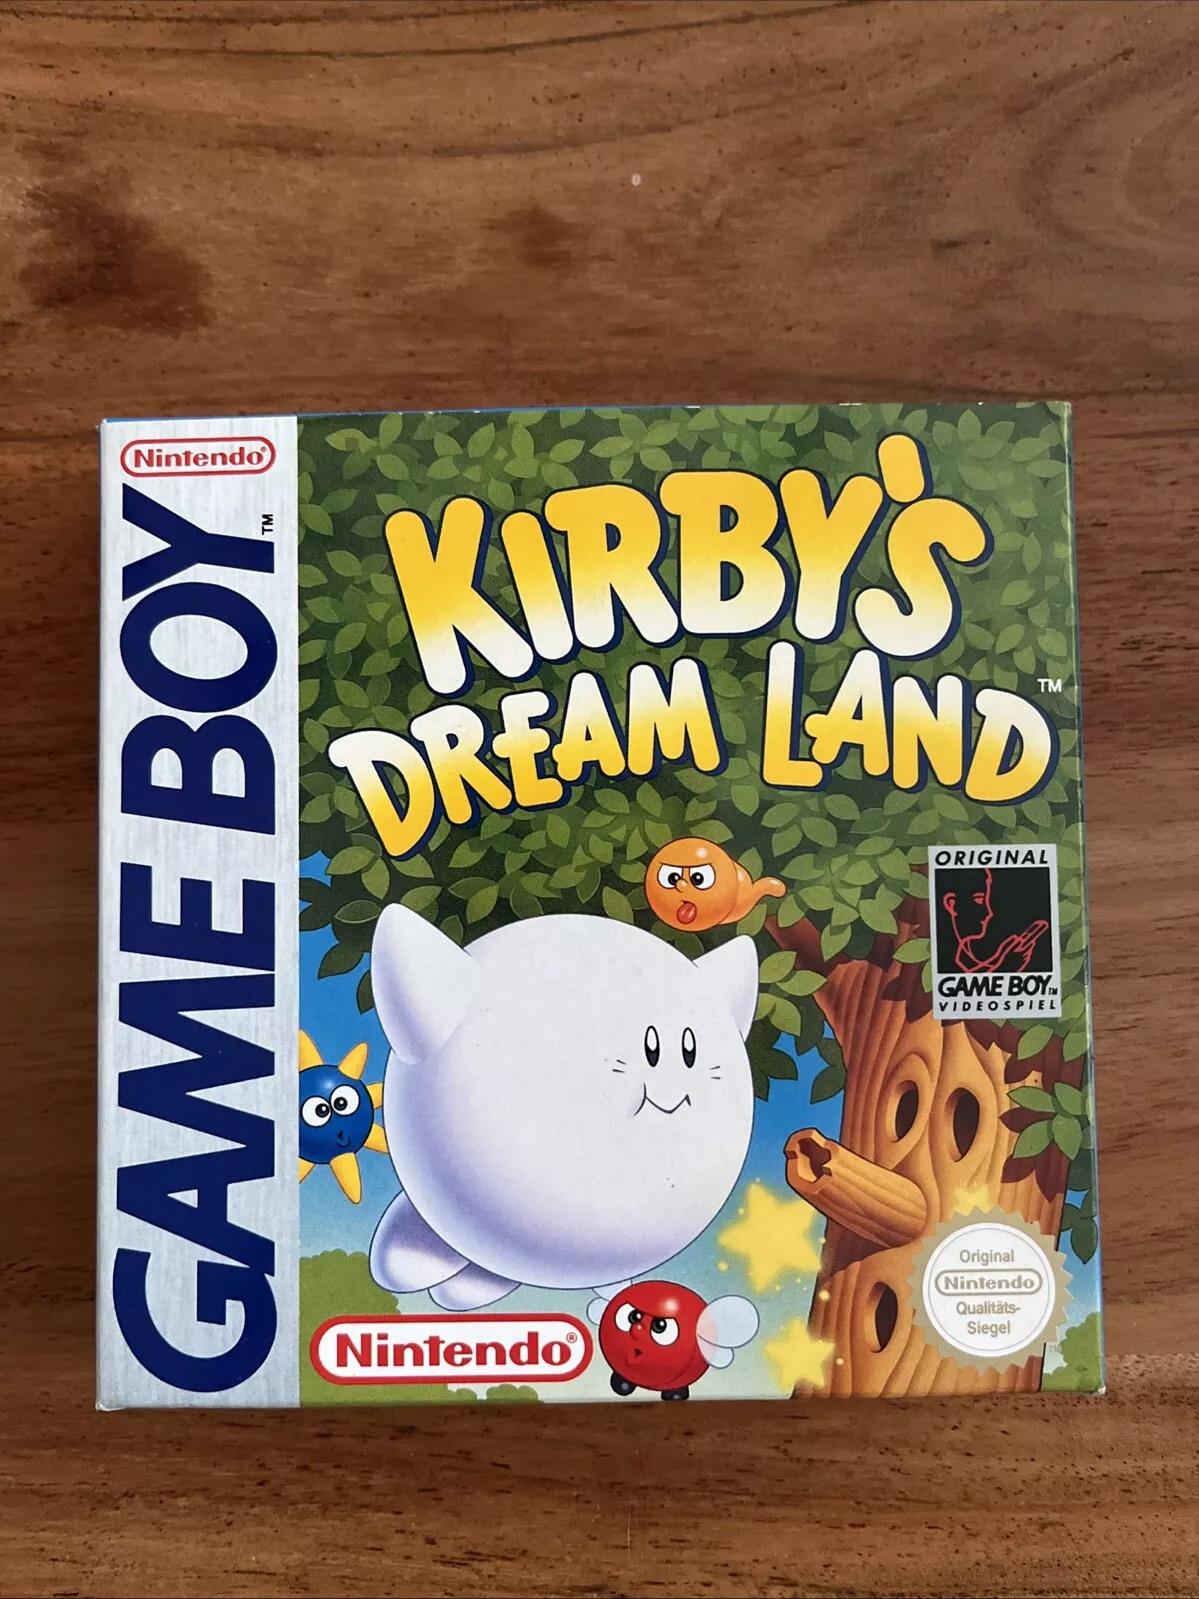 Nintendo®
GAME BOY™
KIRBY'S
DREAM LAND™
ORIGINAL
GAME BOY™
VIDEOSPIEL
Original
Nintendo
Qualitäts-
Siegel
Nintendo®